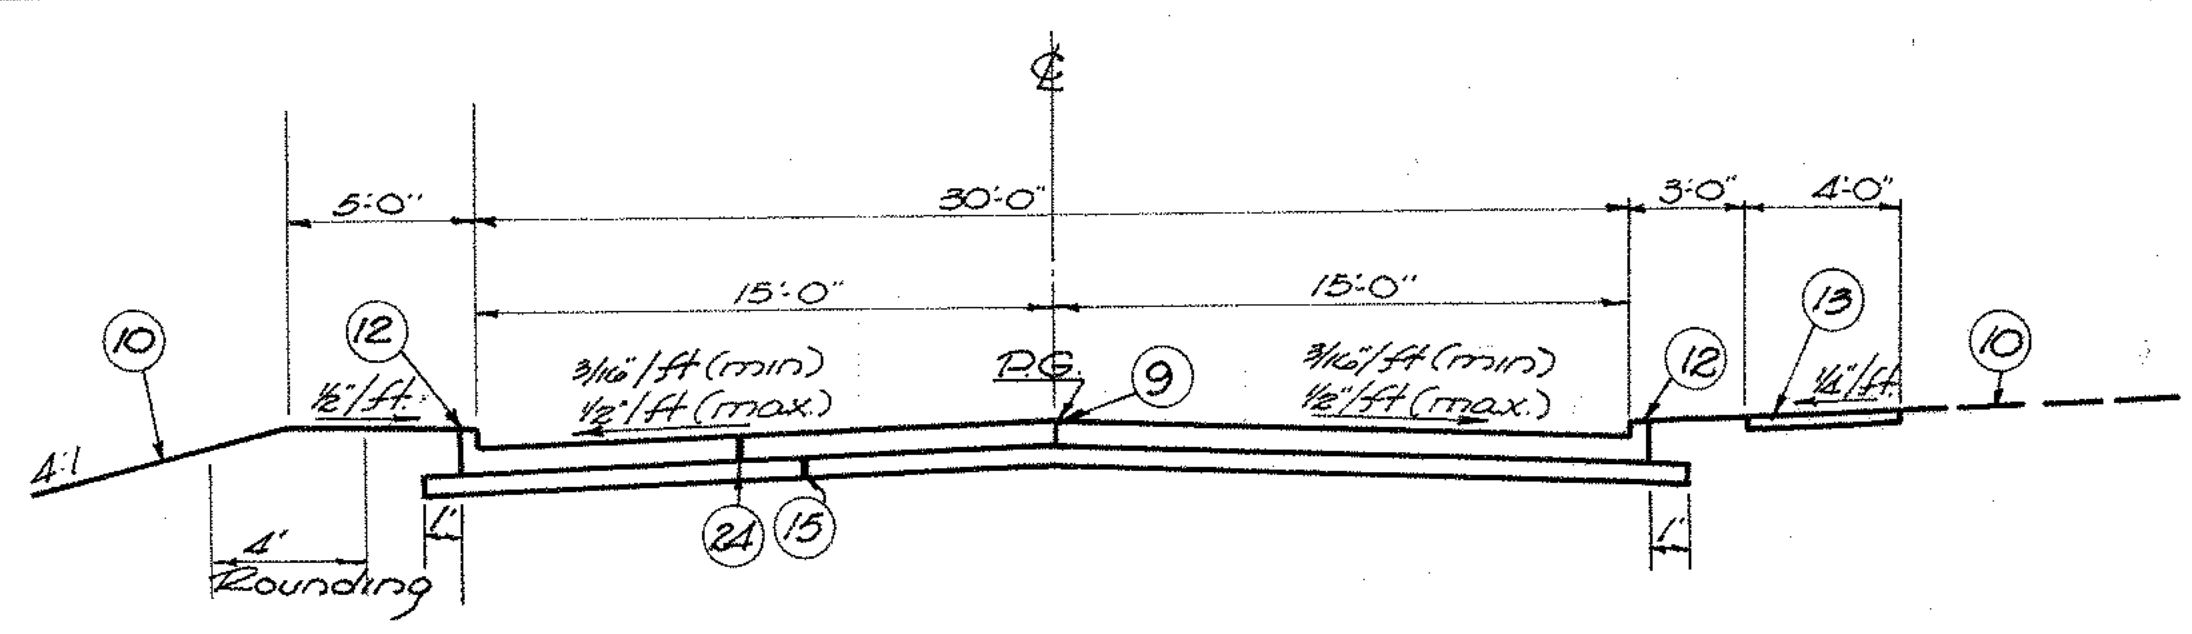 ℄
5'-0"
30'-0"
3'-0"
4'-0"
15'-0"
15'-0"
10
12
3/16"/ft (min)
1/2"/ft (max.)
1/2"/ft.
P.G.
9
3/16"/ft (min)
1/2"/ft (max.)
12
13
1/4"/ft.
10
4:1
1'
24
15
1'
4'
Rounding